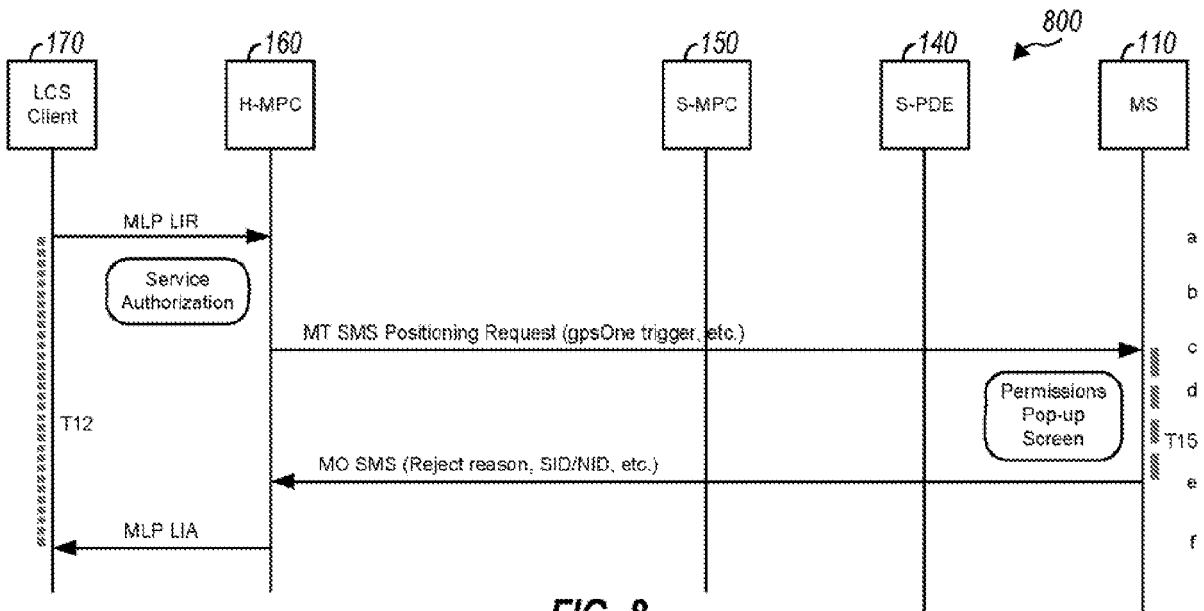 800
170
160
150
140
110
LCS
Client
H-MPC
S-MPC
S-PDE
MS
MLP LIR
a
Service
Authorization
b
MT SMS Positioning Request (gpsOne trigger, etc.)
c
Permissions
Pop-up
Screen
d
T12
T15
MO SMS (Reject reason, SID/NID, etc.)
e
MLP LIA
f
FIG. 8